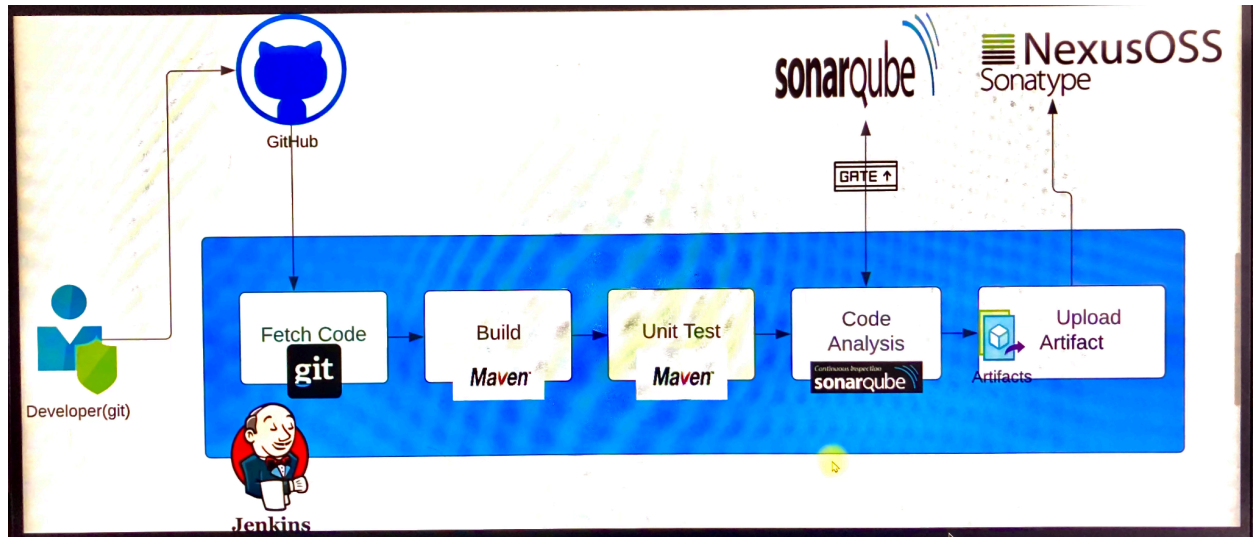 GitHub
sonarqube
NexusOSS
Sonatype
GATE ↑
Developer(git)
Fetch Code
git
Build
Maven
Unit Test
Maven
Code
Analysis
Continuous Inspection
sonarqube
Upload
Artifact
Artifacts
Jenkins